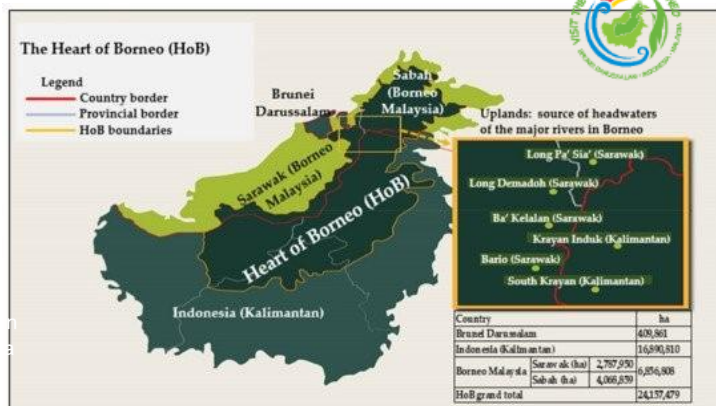 The Heart of Borneo (HoB)
Legend
Country border
Provincial border
HoB boundaries
Brunei
Darussalam
Sabah
(Borneo
Malaysia)
Sarawak (Borneo
Malaysia)
Heart of Borneo (HoB)
Indonesia (Kalimantan)
VISIT THE
Uplands: source of headwaters
of the major rivers in Borneo
Long Pa' Sia' (Sarawak)
Long Demadoh (Sarawak)
Ba' Kelalan (Sarawak)
Krayan Induk (Kalimantan)
Bario (Sarawak)
South Krayan (Kalimantan)
Country ha
Brunei Darussalam 409,861
Indonesia (Kalimantan) 16,890,810
Borneo Malaysia Sarawak (ha) 2,787,950 6,856,808
Sabah (ha) 4,068,859
HoB grand total 24,157,479